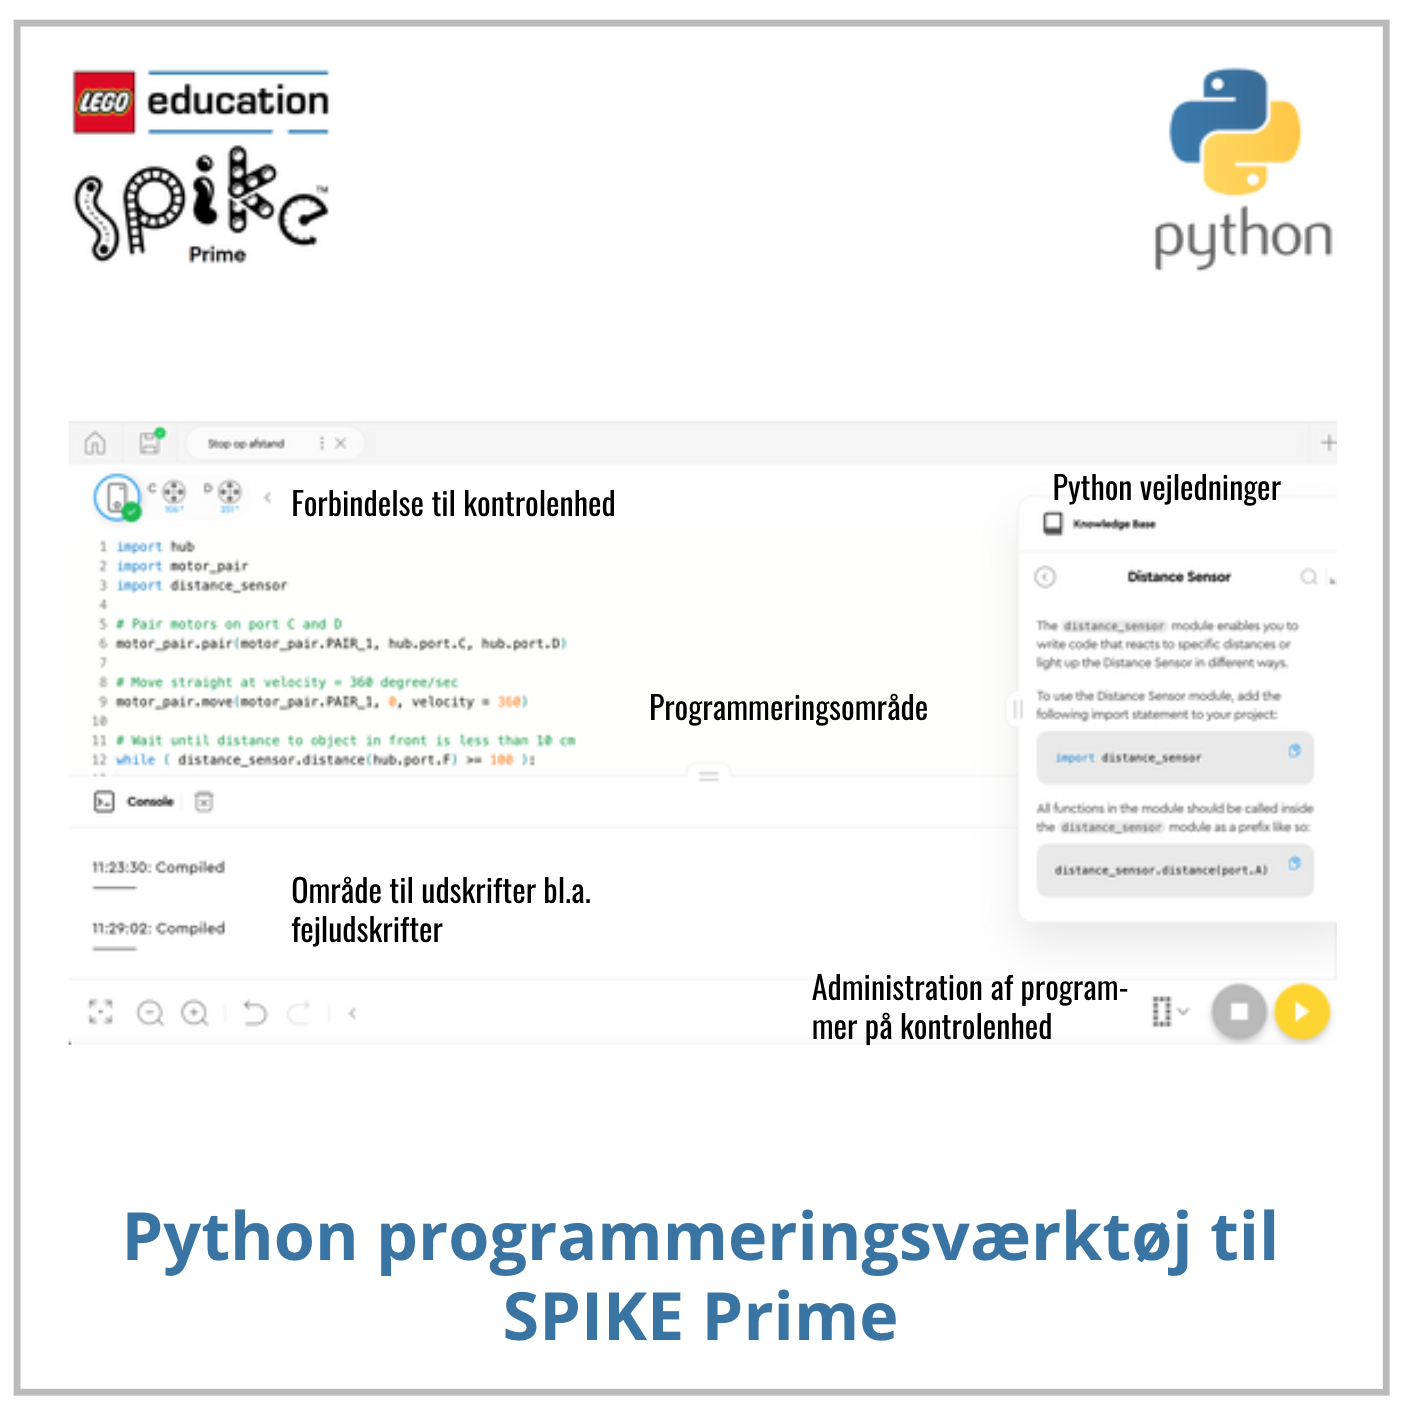 LEGO education
spike™
Prime
python
Stop op afstand
C
106°
D
251°
Forbindelse til kontrolenhed
Python vejledninger
Knowledge Base
1 import hub
2 import motor_pair
3 import distance_sensor
4
5 # Pair motors on port C and D
6 motor_pair.pair(motor_pair.PAIR_1, hub.port.C, hub.port.D)
7
8 # Move straight at velocity = 360 degree/sec
9 motor_pair.move(motor_pair.PAIR_1, 0, velocity = 360)
10
11 # Wait until distance to object in front is less than 10 cm
12 while ( distance_sensor.distance(hub.port.F) >= 100 ):
Programmeringsområde
Distance Sensor
The distance_sensor module enables you to
write code that reacts to specific distances or
light up the Distance Sensor in different ways.
To use the Distance Sensor module, add the
following import statement to your project:
import distance_sensor
All functions in the module should be called inside
the distance_sensor module as a prefix like so:
distance_sensor.distance(port.A)
Console
11:23:30: Compiled
11:29:02: Compiled
Område til udskrifter bl.a.
fejludskrifter
Administration af program-
mer på kontrolenhed
Python programmeringsværktøj til
SPIKE Prime